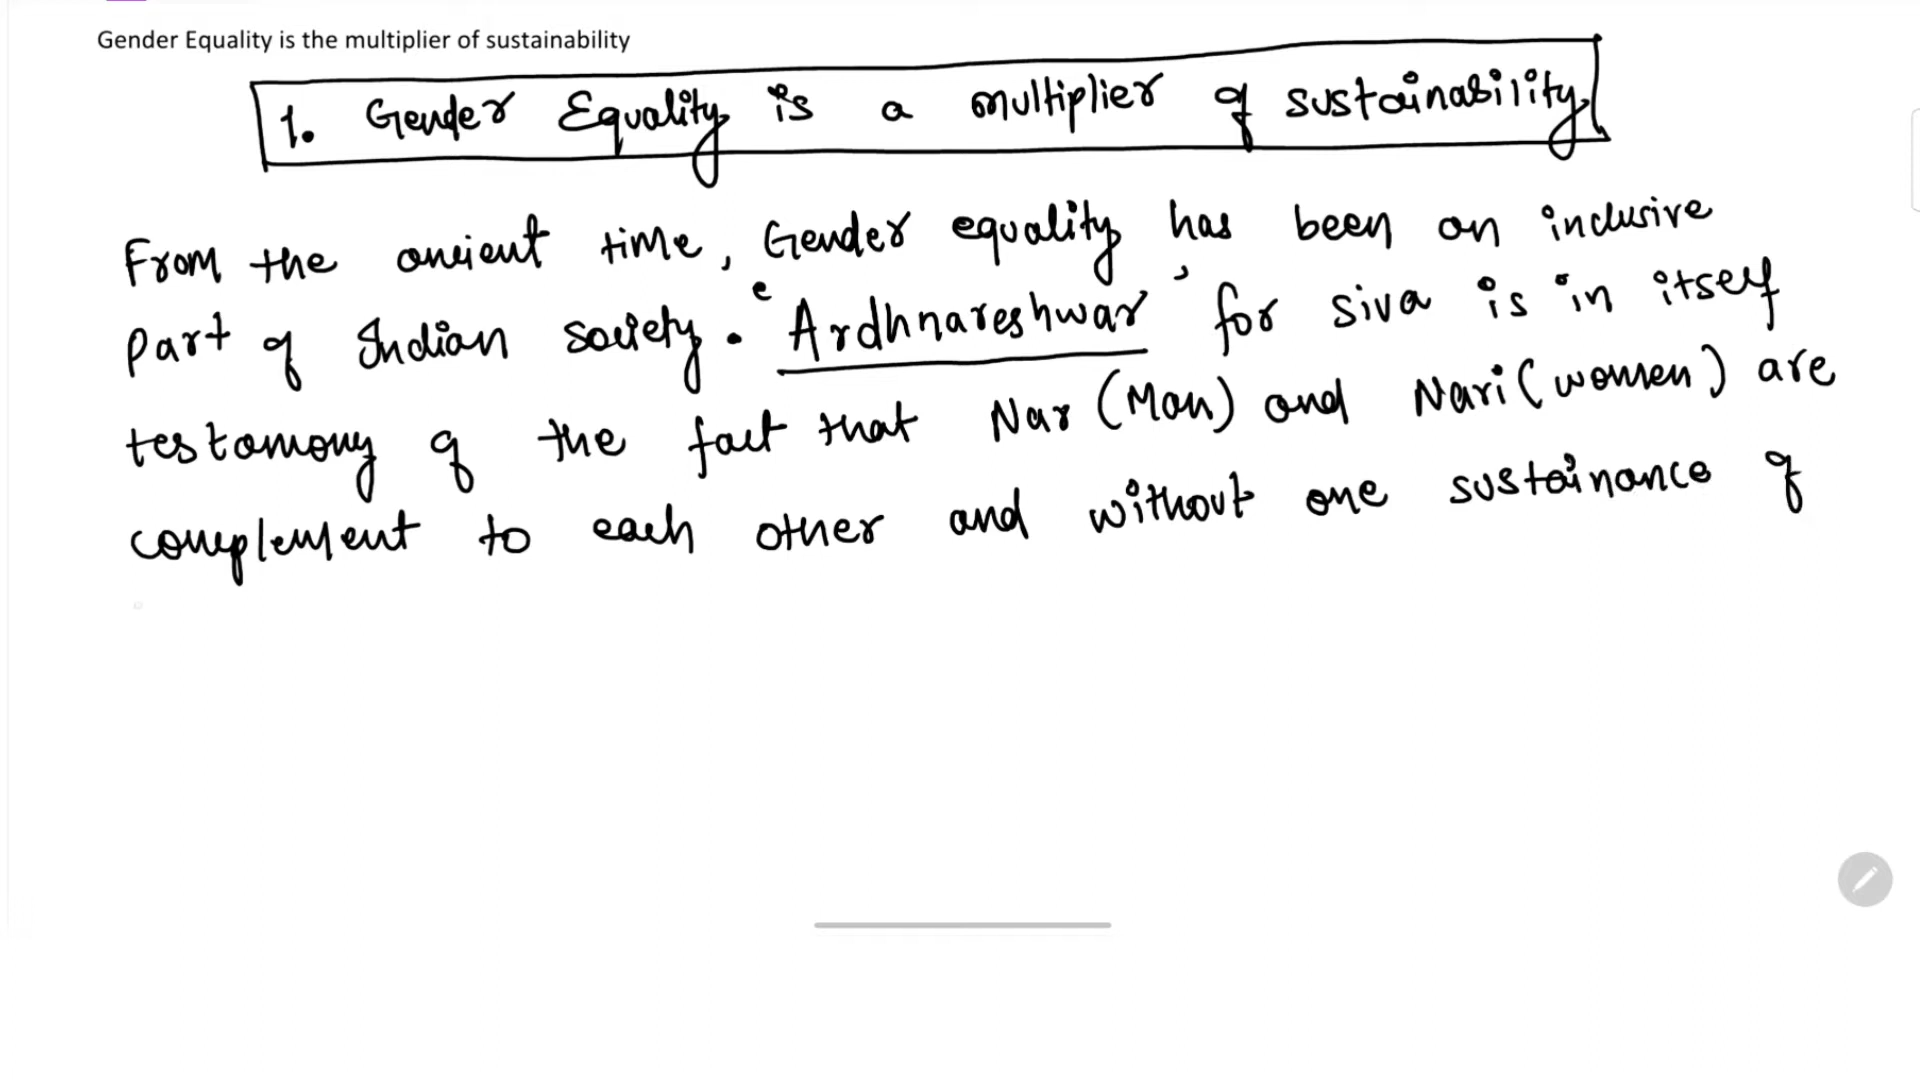 Gender Equality is the multiplier of sustainability
1. Gender Equality is a multiplier of sustainability
From the ancient time, Gender equality has been an inclusive
part of Indian society. 'Ardhnareshwar' for siva is in itself
testamony of the fact that Nar (Man) and Nari (women) are
complement to each other and without one sustainance of